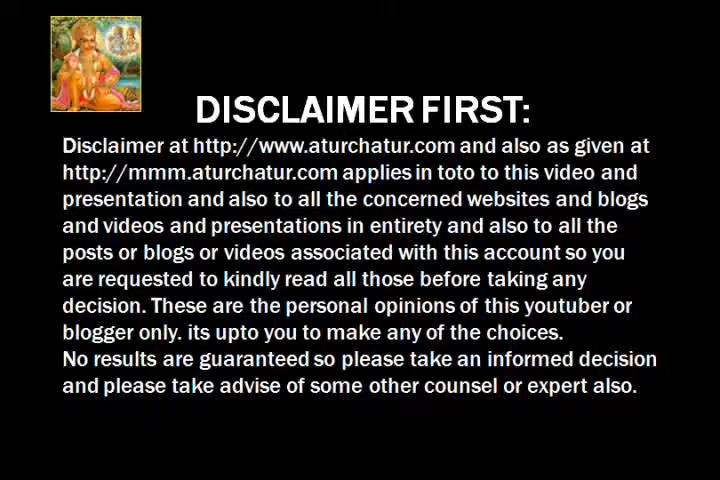 DISCLAIMER FIRST:
Disclaimer at http://www.aturchatur.com and also as given at
http://mmm.aturchatur.com applies in toto to this video and
presentation and also to all the concerned websites and blogs
and videos and presentations in entirety and also to all the
posts or blogs or videos associated with this account so you
are requested to kindly read all those before taking any
decision. These are the personal opinions of this youtuber or
blogger only. its upto you to make any of the choices.
No results are guaranteed so please take an informed decision
and please take advise of some other counsel or expert also.